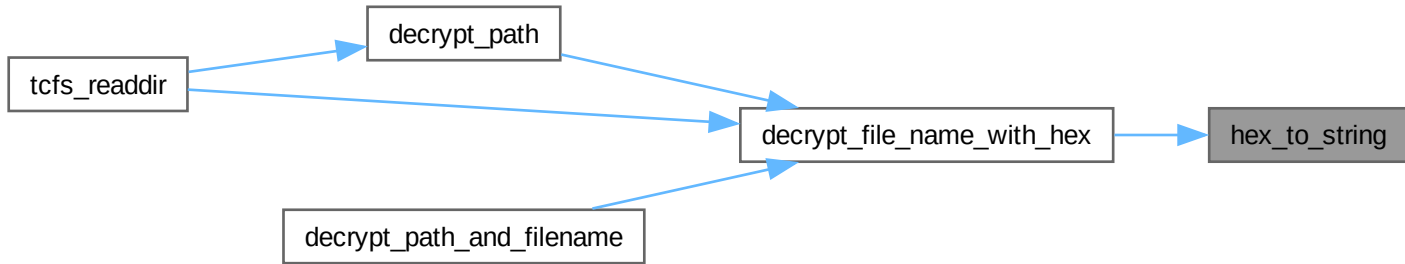 decrypt_path
tcfs_readdir
decrypt_file_name_with_hex
hex_to_string
decrypt_path_and_filename